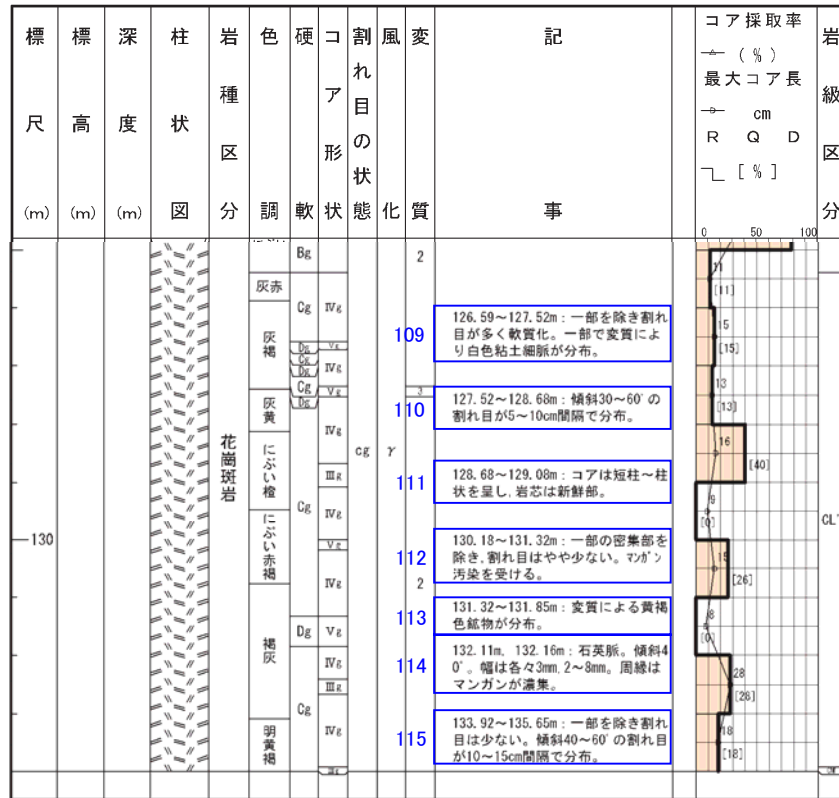 標尺(m)
標高(m)
深度(m)
柱状図
岩種区分
色調
硬軟
コア形状
割れ目の状態
風化
変質
記事
コア採取率
(%)
最大コア長
cm
RQD
[%]
岩級区分
0 50 100
Bg
2
11
灰赤
[11]
Cg
Ⅳg
109
126.59～127.52m：一部を除き割れ
目が多く軟質化。一部で変質によ
り白色粘土細脈が分布。
15
灰褐
[15]
Dg
Ⅴg
Cg
Dg
Ⅳg
13
Cg
Ⅴg
3
[13]
灰黄
Dg
110
127.52～128.68m：傾斜30～60°の
割れ目が5～10cm間隔で分布。
Ⅳg
16
花崗斑岩
cg
γ
にぶい橙
[40]
Ⅲg
111
128.68～129.08m：コアは短柱～柱
状を呈し、岩芯は新鮮部。
9
Cg
Ⅳg
[0]
CL'
130
にぶい赤褐
Ⅴg
112
130.18～131.32m：一部の密集部を
除き、割れ目はやや少ない。マンガン
汚染を受ける。
15
[26]
Ⅳg
2
褐灰
113
131.32～131.85m：変質による黄褐
色鉱物が分布。
8
[0]
Dg
Ⅴg
114
132.11m、132.16m：石英脈。傾斜4
0°。幅は各々3mm、2～8mm。周縁は
マンガンが濃集。
Ⅳg
28
Ⅲg
[28]
Cg
明黄褐
Ⅳg
115
133.92～135.65m：一部を除き割れ
目は少ない。傾斜40～60°の割れ目
が10～15cm間隔で分布。
18
[18]